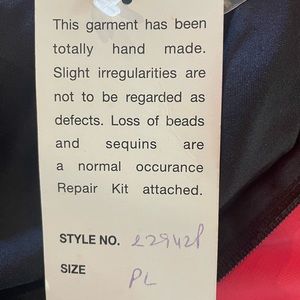 This garment has been
totally hand made.
Slight irregularities are
not to be regarded as
defects. Loss of beads
and sequins are
a normal occurance
Repair Kit attached.
STYLE NO.
SIZE PL